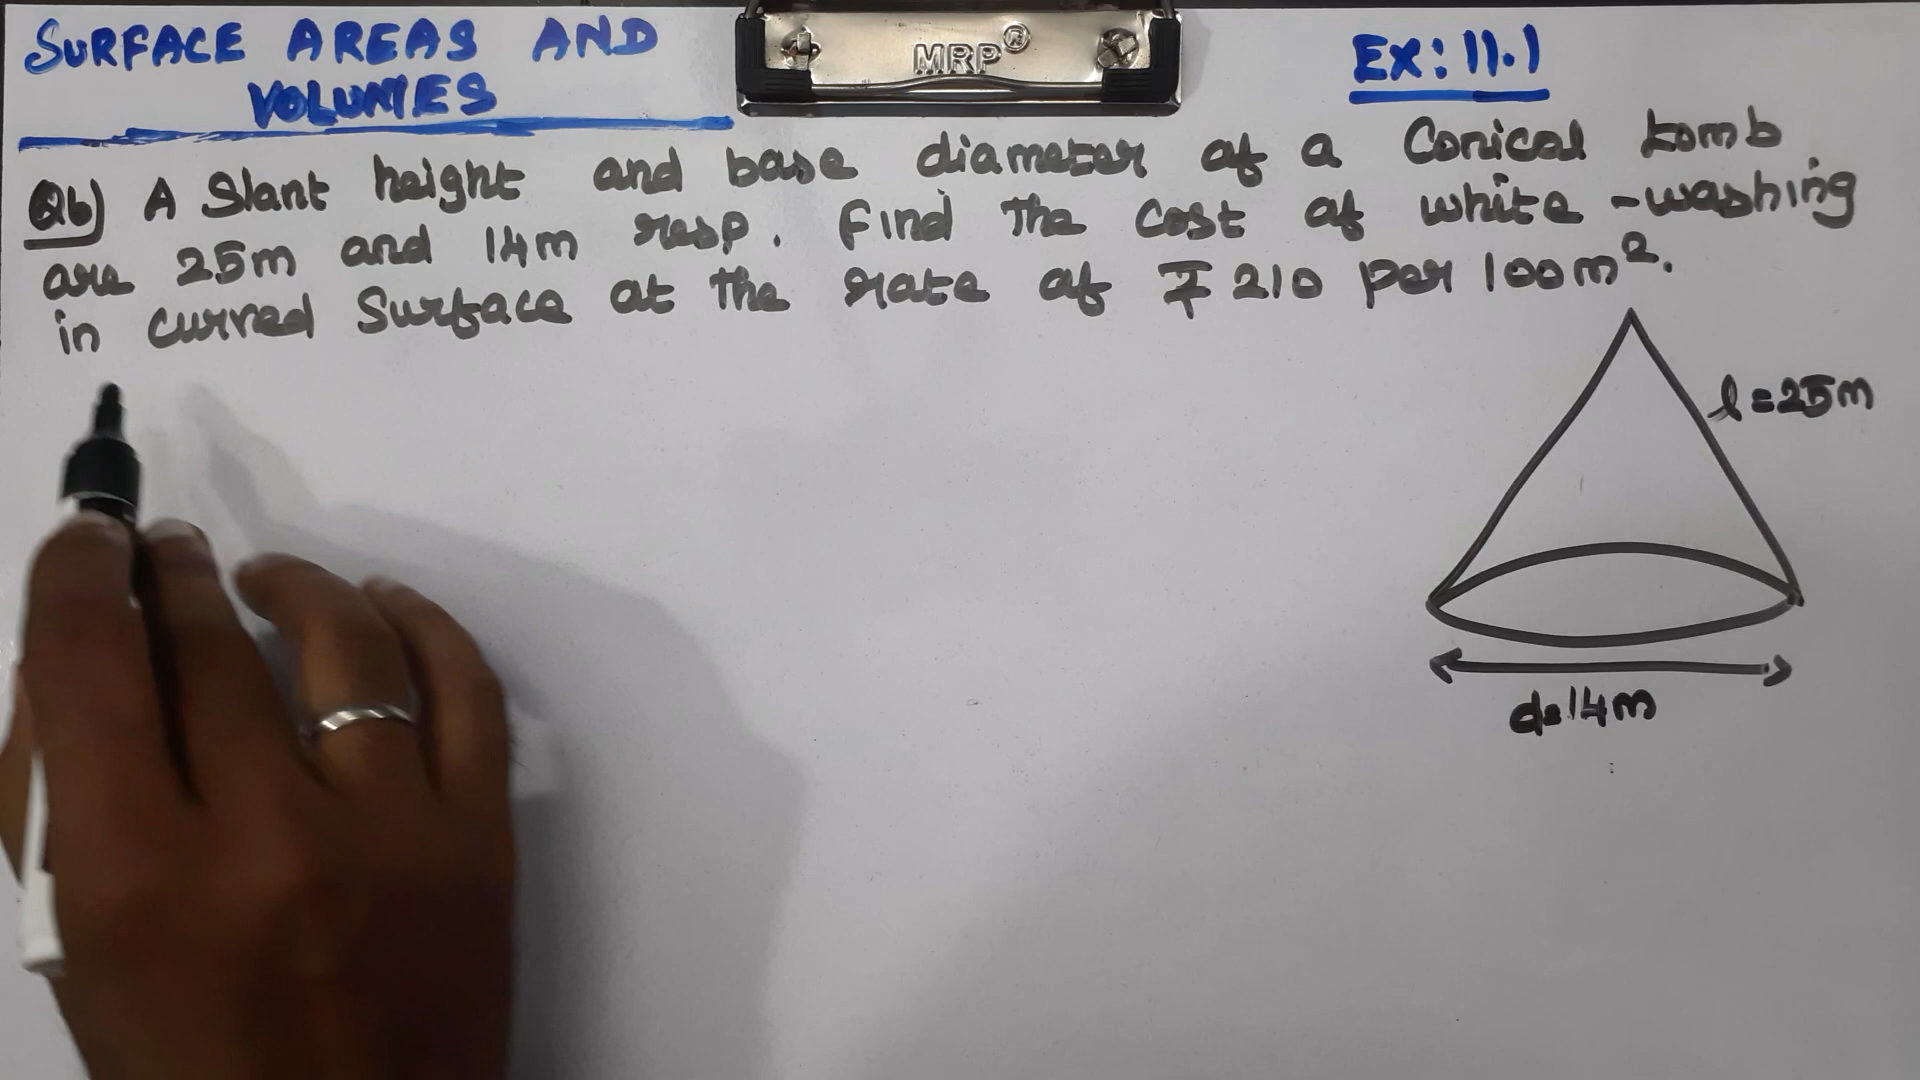 SURFACE AREAS AND
VOLUMES
MRP®
Ex: 11.1
Q6) A Slant height and base diameter of a Conical tomb
are 25m and 14m resp. Find the Cost of white-washing
in curved Surface at the rate of ₹ 210 per 100m².
l=25m
d=14m